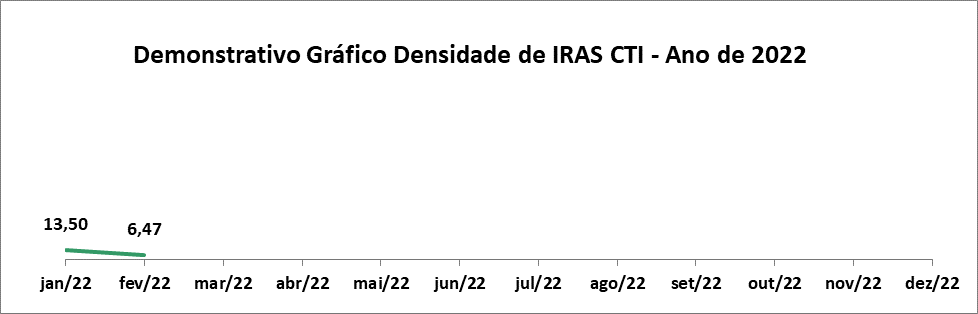 Demonstrativo Gráfico Densidade de IRAS CTI - Ano de 2022
13,50
6,47
jan/22 fev/22 mar/22 abr/22 mai/22 jun/22 jul/22 ago/22 set/22 out/22 nov/22 dez/22